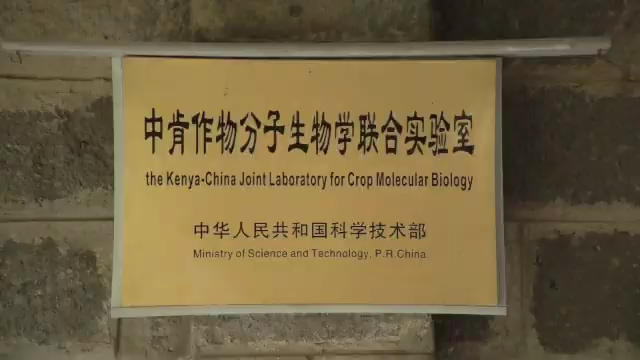 中肯作物分子生物学联合实验室
the Kenya-China Joint Laboratory for Crop Molecular Biology
中华人民共和国科学技术部
Ministry of Science and Technology, P.R.China